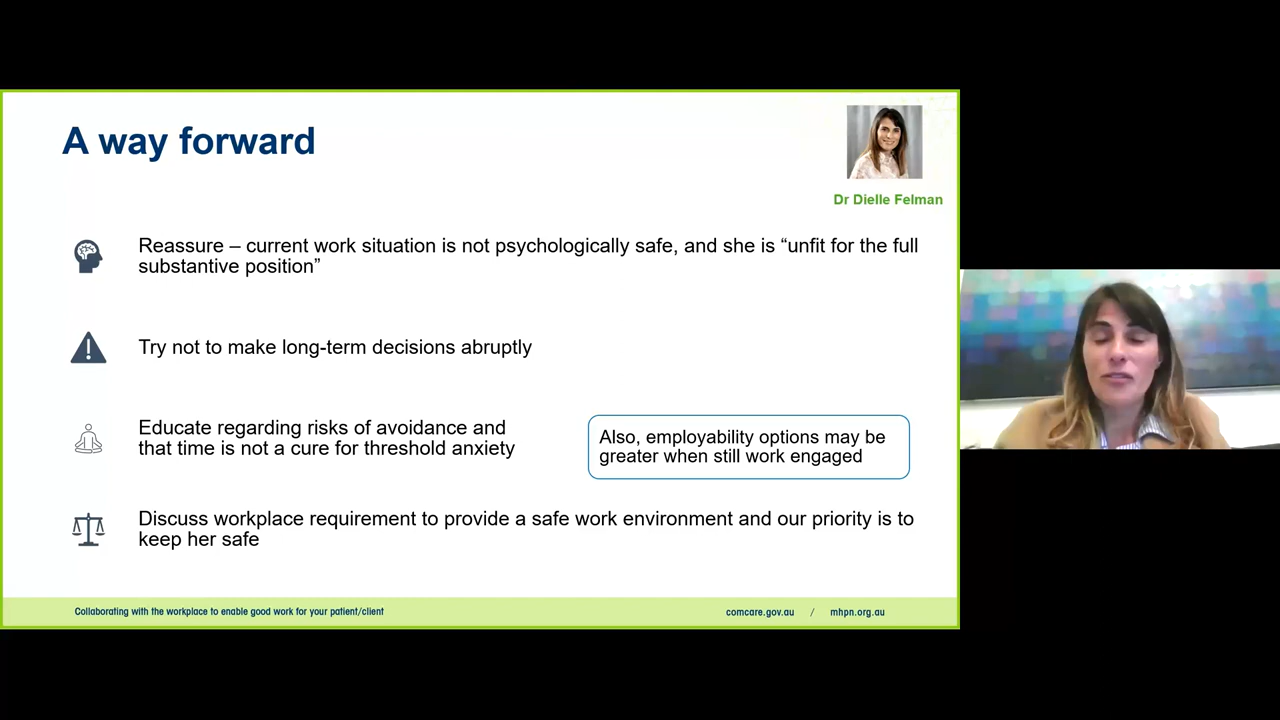 A way forward
Dr Dielle Felman
Reassure – current work situation is not psychologically safe, and she is “unfit for the full
substantive position”
Try not to make long-term decisions abruptly
Educate regarding risks of avoidance and
that time is not a cure for threshold anxiety
Also, employability options may be
greater when still work engaged
Discuss workplace requirement to provide a safe work environment and our priority is to
keep her safe
Collaborating with the workplace to enable good work for your patient/client
comcare.gov.au / mhpn.org.au